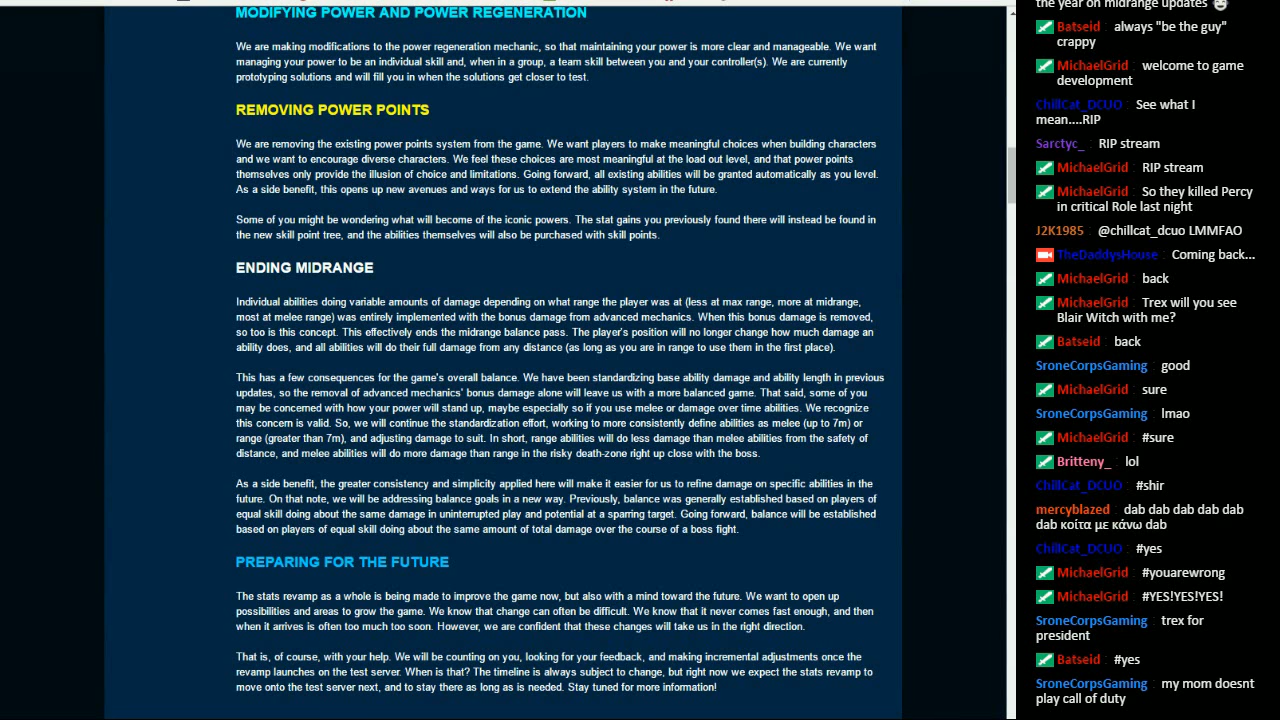 MODIFYING POWER AND POWER REGENERATION
We are making modifications to the power regeneration mechanic, so that maintaining your power is more clear and manageable. We want
managing your power to be an individual skill and, when in a group, a team skill between you and your controller(s). We are currently
prototyping solutions and will fill you in when the solutions get closer to test.
REMOVING POWER POINTS
We are removing the existing power points system from the game. We want players to make meaningful choices when building characters
and we want to encourage diverse characters. We feel these choices are most meaningful at the load out level, and that power points
themselves only provide the illusion of choice and limitations. Going forward, all existing abilities will be granted automatically as you level.
As a side benefit, this opens up new avenues and ways for us to extend the ability system in the future.
Some of you might be wondering what will become of the iconic powers. The stat gains you previously found there will instead be found in
the new skill point tree, and the abilities themselves will also be purchased with skill points.
ENDING MIDRANGE
Individual abilities doing variable amounts of damage depending on what range the player was at (less at max range, more at midrange,
most at melee range) was entirely implemented with the bonus damage from advanced mechanics. When this bonus damage is removed,
so too is this concept. This effectively ends the midrange balance pass. The player's position will no longer change how much damage an
ability does, and all abilities will do their full damage from any distance (as long as you are in range to use them in the first place).
This has a few consequences for the game's overall balance. We have been standardizing base ability damage and ability length in previous
updates, so the removal of advanced mechanics' bonus damage alone will leave us with a more balanced game. That said, some of you
may be concerned with how your power will stand up, maybe especially so if you use melee or damage over time abilities. We recognize
this concern is valid. So, we will continue the standardization effort, working to more consistently define abilities as melee (up to 7m) or
range (greater than 7m), and adjusting damage to suit. In short, range abilities will do less damage than melee abilities from the safety of
distance, and melee abilities will do more damage than range in the risky death-zone right up close with the boss.
As a side benefit, the greater consistency and simplicity applied here will make it easier for us to refine damage on specific abilities in the
future. On that note, we will be addressing balance goals in a new way. Previously, balance was generally established based on players of
equal skill doing about the same damage in uninterrupted play and potential at a sparring target. Going forward, balance will be established
based on players of equal skill doing about the same amount of total damage over the course of a boss fight.
PREPARING FOR THE FUTURE
The stats revamp as a whole is being made to improve the game now, but also with a mind toward the future. We want to open up
possibilities and areas to grow the game. We know that change can often be difficult. We know that it never comes fast enough, and then
when it arrives is often too much too soon. However, we are confident that these changes will take us in the right direction.
That is, of course, with your help. We will be counting on you, looking for your feedback, and making incremental adjustments once the
revamp launches on the test server. When is that? The timeline is always subject to change, but right now we expect the stats revamp to
move onto the test server next, and to stay there as long as is needed. Stay tuned for more information!
the year on midrange updates
Batseid : always "be the guy"
crappy
MichaelGrid : welcome to game
development
ChillCat_DCUO : See what I
mean....RIP
Sarctyc_ : RIP stream
MichaelGrid : RIP stream
MichaelGrid : So they killed Percy
in critical Role last night
J2K1985 : @chillcat_dcuo LMMFAO
TheDaddysHouse : Coming back...
MichaelGrid : back
MichaelGrid : Trex will you see
Blair Witch with me?
Batseid : back
SroneCorpsGaming : good
MichaelGrid : sure
SroneCorpsGaming : lmao
MichaelGrid : #sure
Britteny_ : lol
ChillCat_DCUO : #shir
mercyblazed : dab dab dab dab dab
dab κοίτα με κάνω dab
ChillCat_DCUO : #yes
MichaelGrid : #youarewrong
MichaelGrid : #YES!YES!YES!
SroneCorpsGaming : trex for
president
Batseid : #yes
SroneCorpsGaming : my mom doesnt
play call of duty